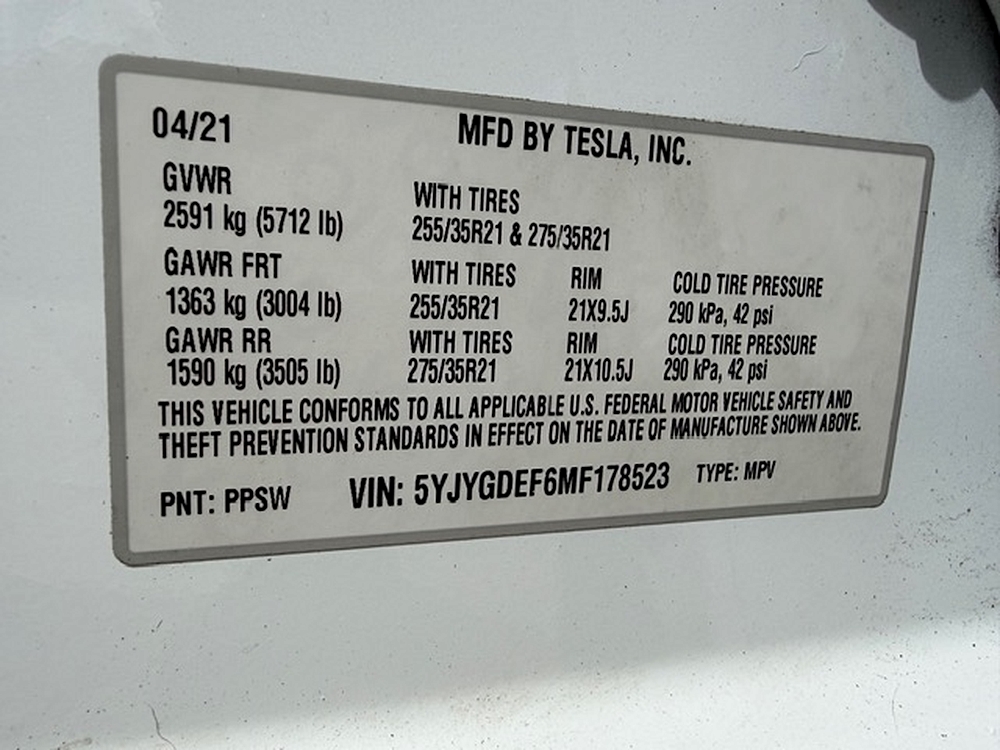 04/21 MFD BY TESLA, INC.
GVWR WITH TIRES
2591 kg (5712 lb) 255/35R21 & 275/35R21
GAWR FRT WITH TIRES RIM COLD TIRE PRESSURE
1363 kg (3004 lb) 255/35R21 21X9.5J 290 kPa, 42 psi
GAWR RR WITH TIRES RIM COLD TIRE PRESSURE
1590 kg (3505 lb) 275/35R21 21X10.5J 290 kPa, 42 psi
THIS VEHICLE CONFORMS TO ALL APPLICABLE U.S. FEDERAL MOTOR VEHICLE SAFETY AND
THEFT PREVENTION STANDARDS IN EFFECT ON THE DATE OF MANUFACTURE SHOWN ABOVE.
PNT: PPSW VIN: 5YJYGDEF6MF178523 TYPE: MPV